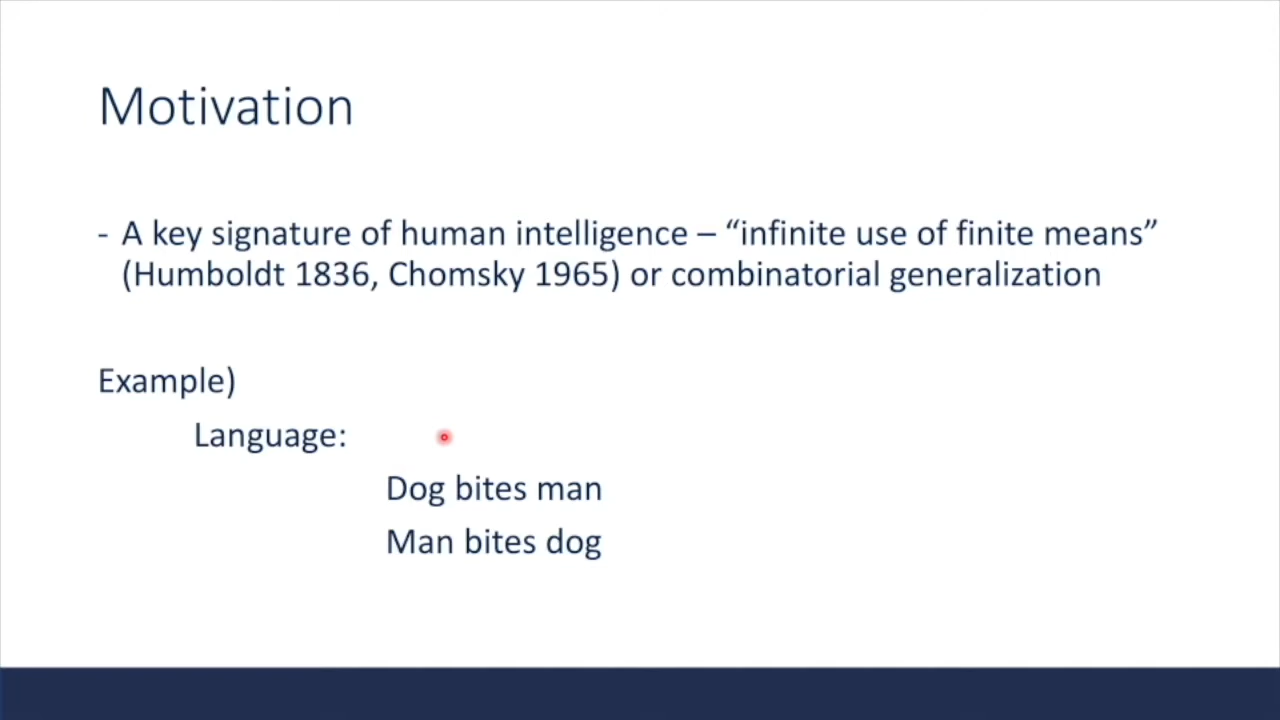 Motivation
- A key signature of human intelligence – “infinite use of finite means”
(Humboldt 1836, Chomsky 1965) or combinatorial generalization
Example)
Language:
Dog bites man
Man bites dog